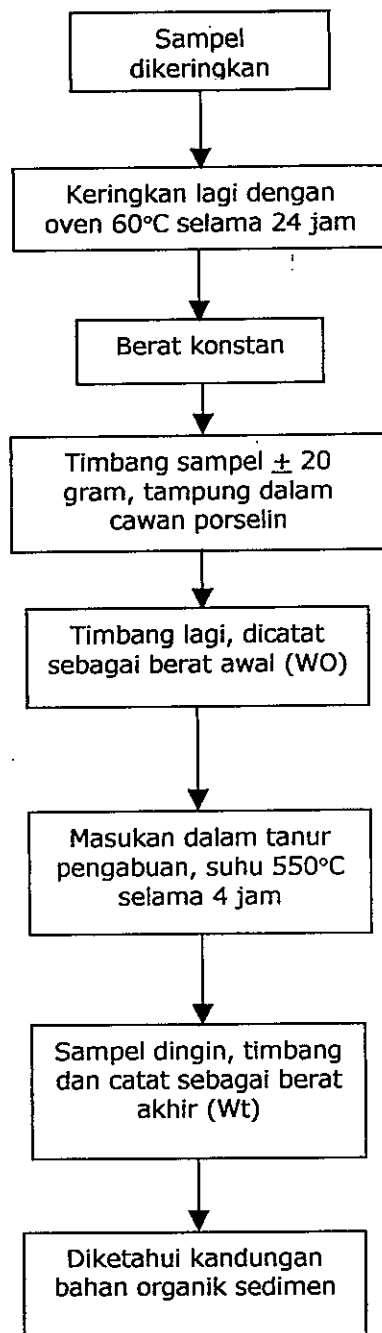 Sampel
dikeringkan
Keringkan lagi dengan
oven 60°C selama 24 jam
Berat konstan
Timbang sampel ± 20
gram, tampung dalam
cawan porselin
Timbang lagi, dicatat
sebagai berat awal (WO)
Masukan dalam tanur
pengabuan, suhu 550°C
selama 4 jam
Sampel dingin, timbang
dan catat sebagai berat
akhir (Wt)
Diketahui kandungan
bahan organik sedimen